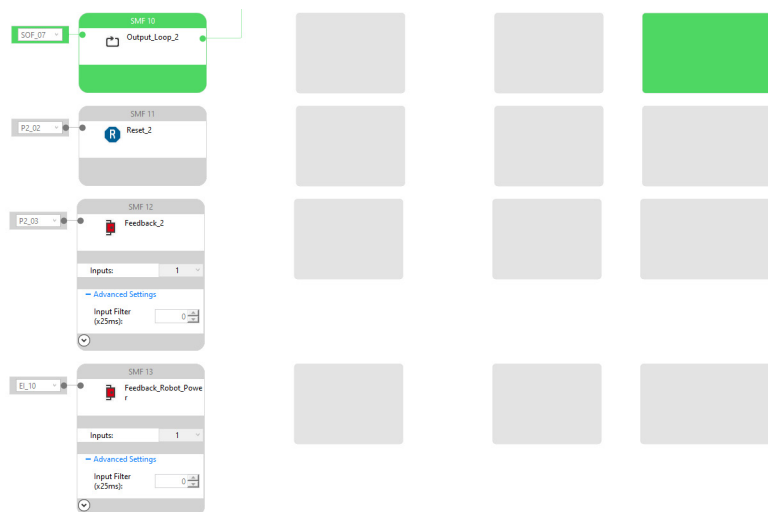 SMF 10
SOF_07
Output_Loop_2
SMF 11
P2_02
R
Reset_2
SMF 12
P2_03
Feedback_2
Inputs: 1
Advanced Settings
Input Filter
(x25ms): 0
SMF 13
EI_10
Feedback_Robot_Powe
r
Inputs: 1
Advanced Settings
Input Filter
(x25ms): 0